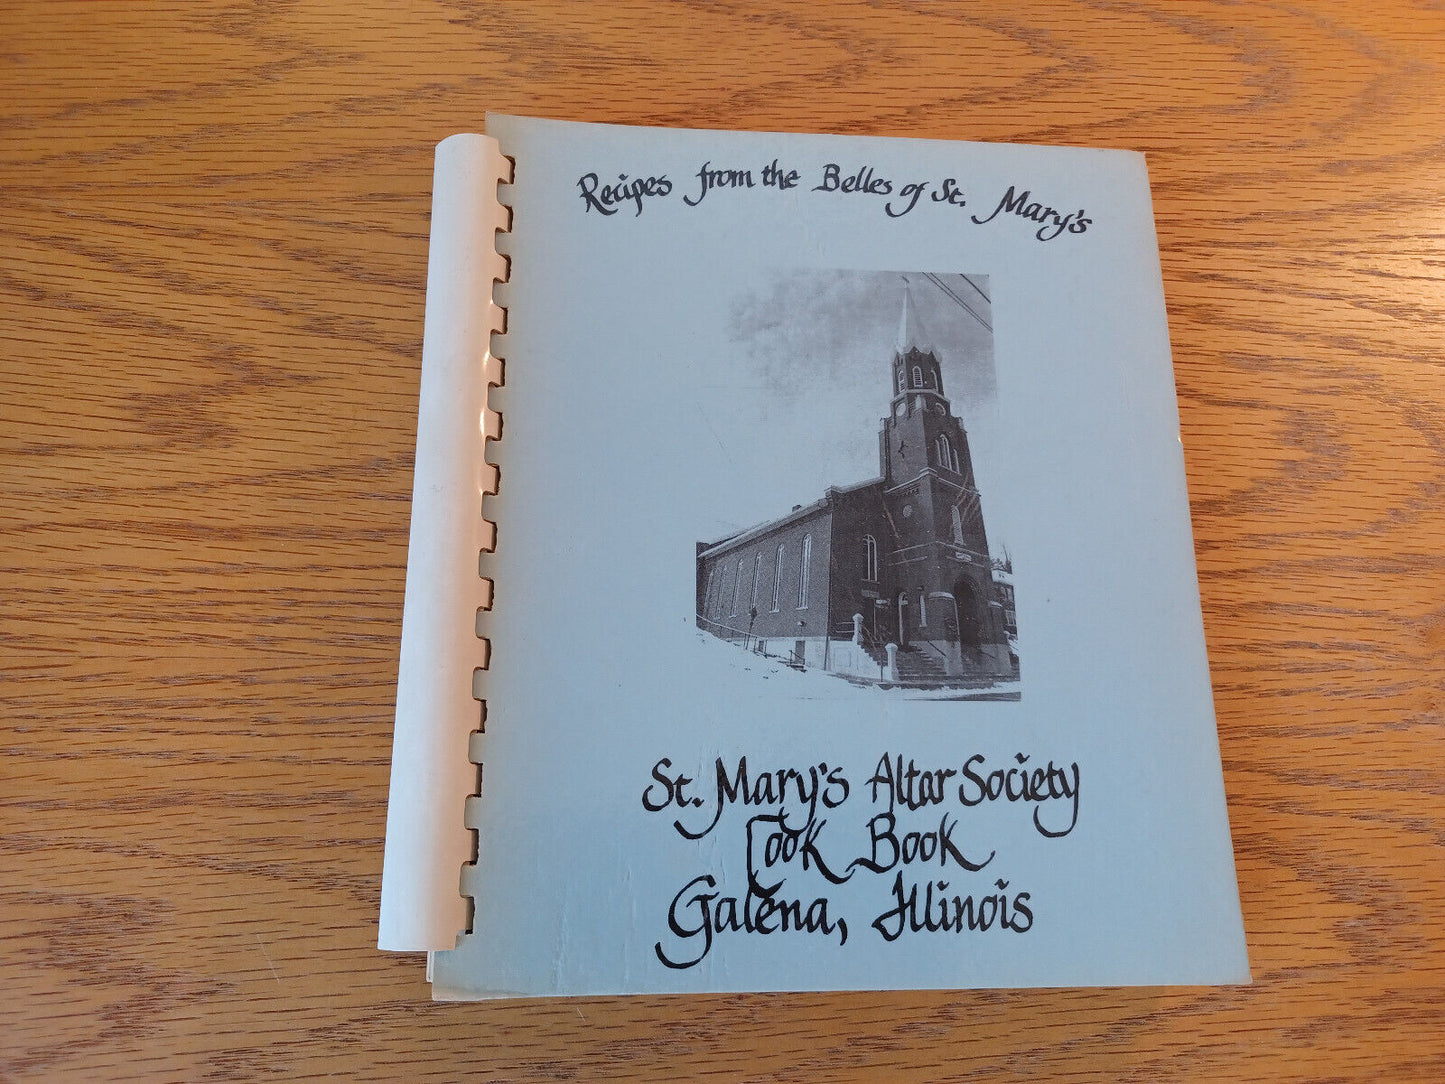 Recipes from the Belles of St. Mary's
St. Mary's Altar Society
Cook Book
Galena, Illinois